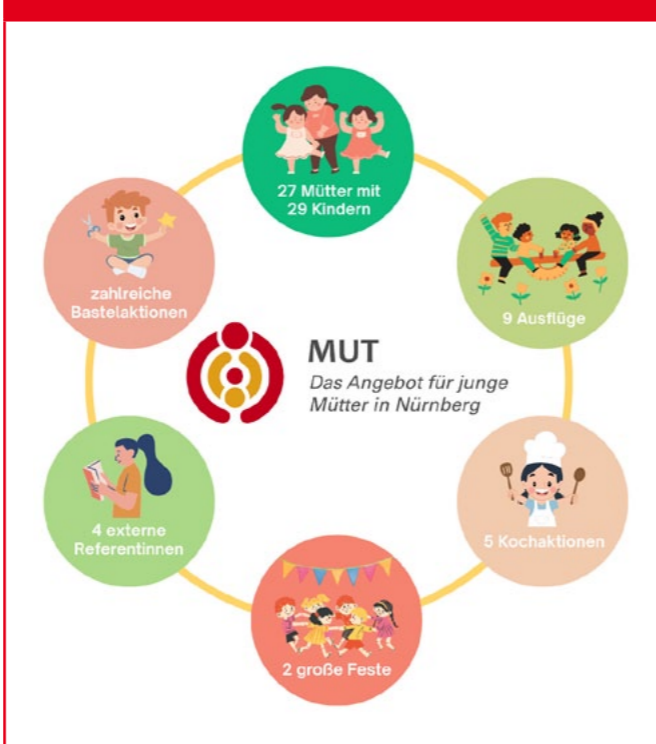 27 Mütter mit
29 Kindern
zahlreiche
Bastelaktionen
9 Ausflüge
MUT
Das Angebot für junge
Mütter in Nürnberg
4 externe
Referentinnen
5 Kochaktionen
2 große Feste